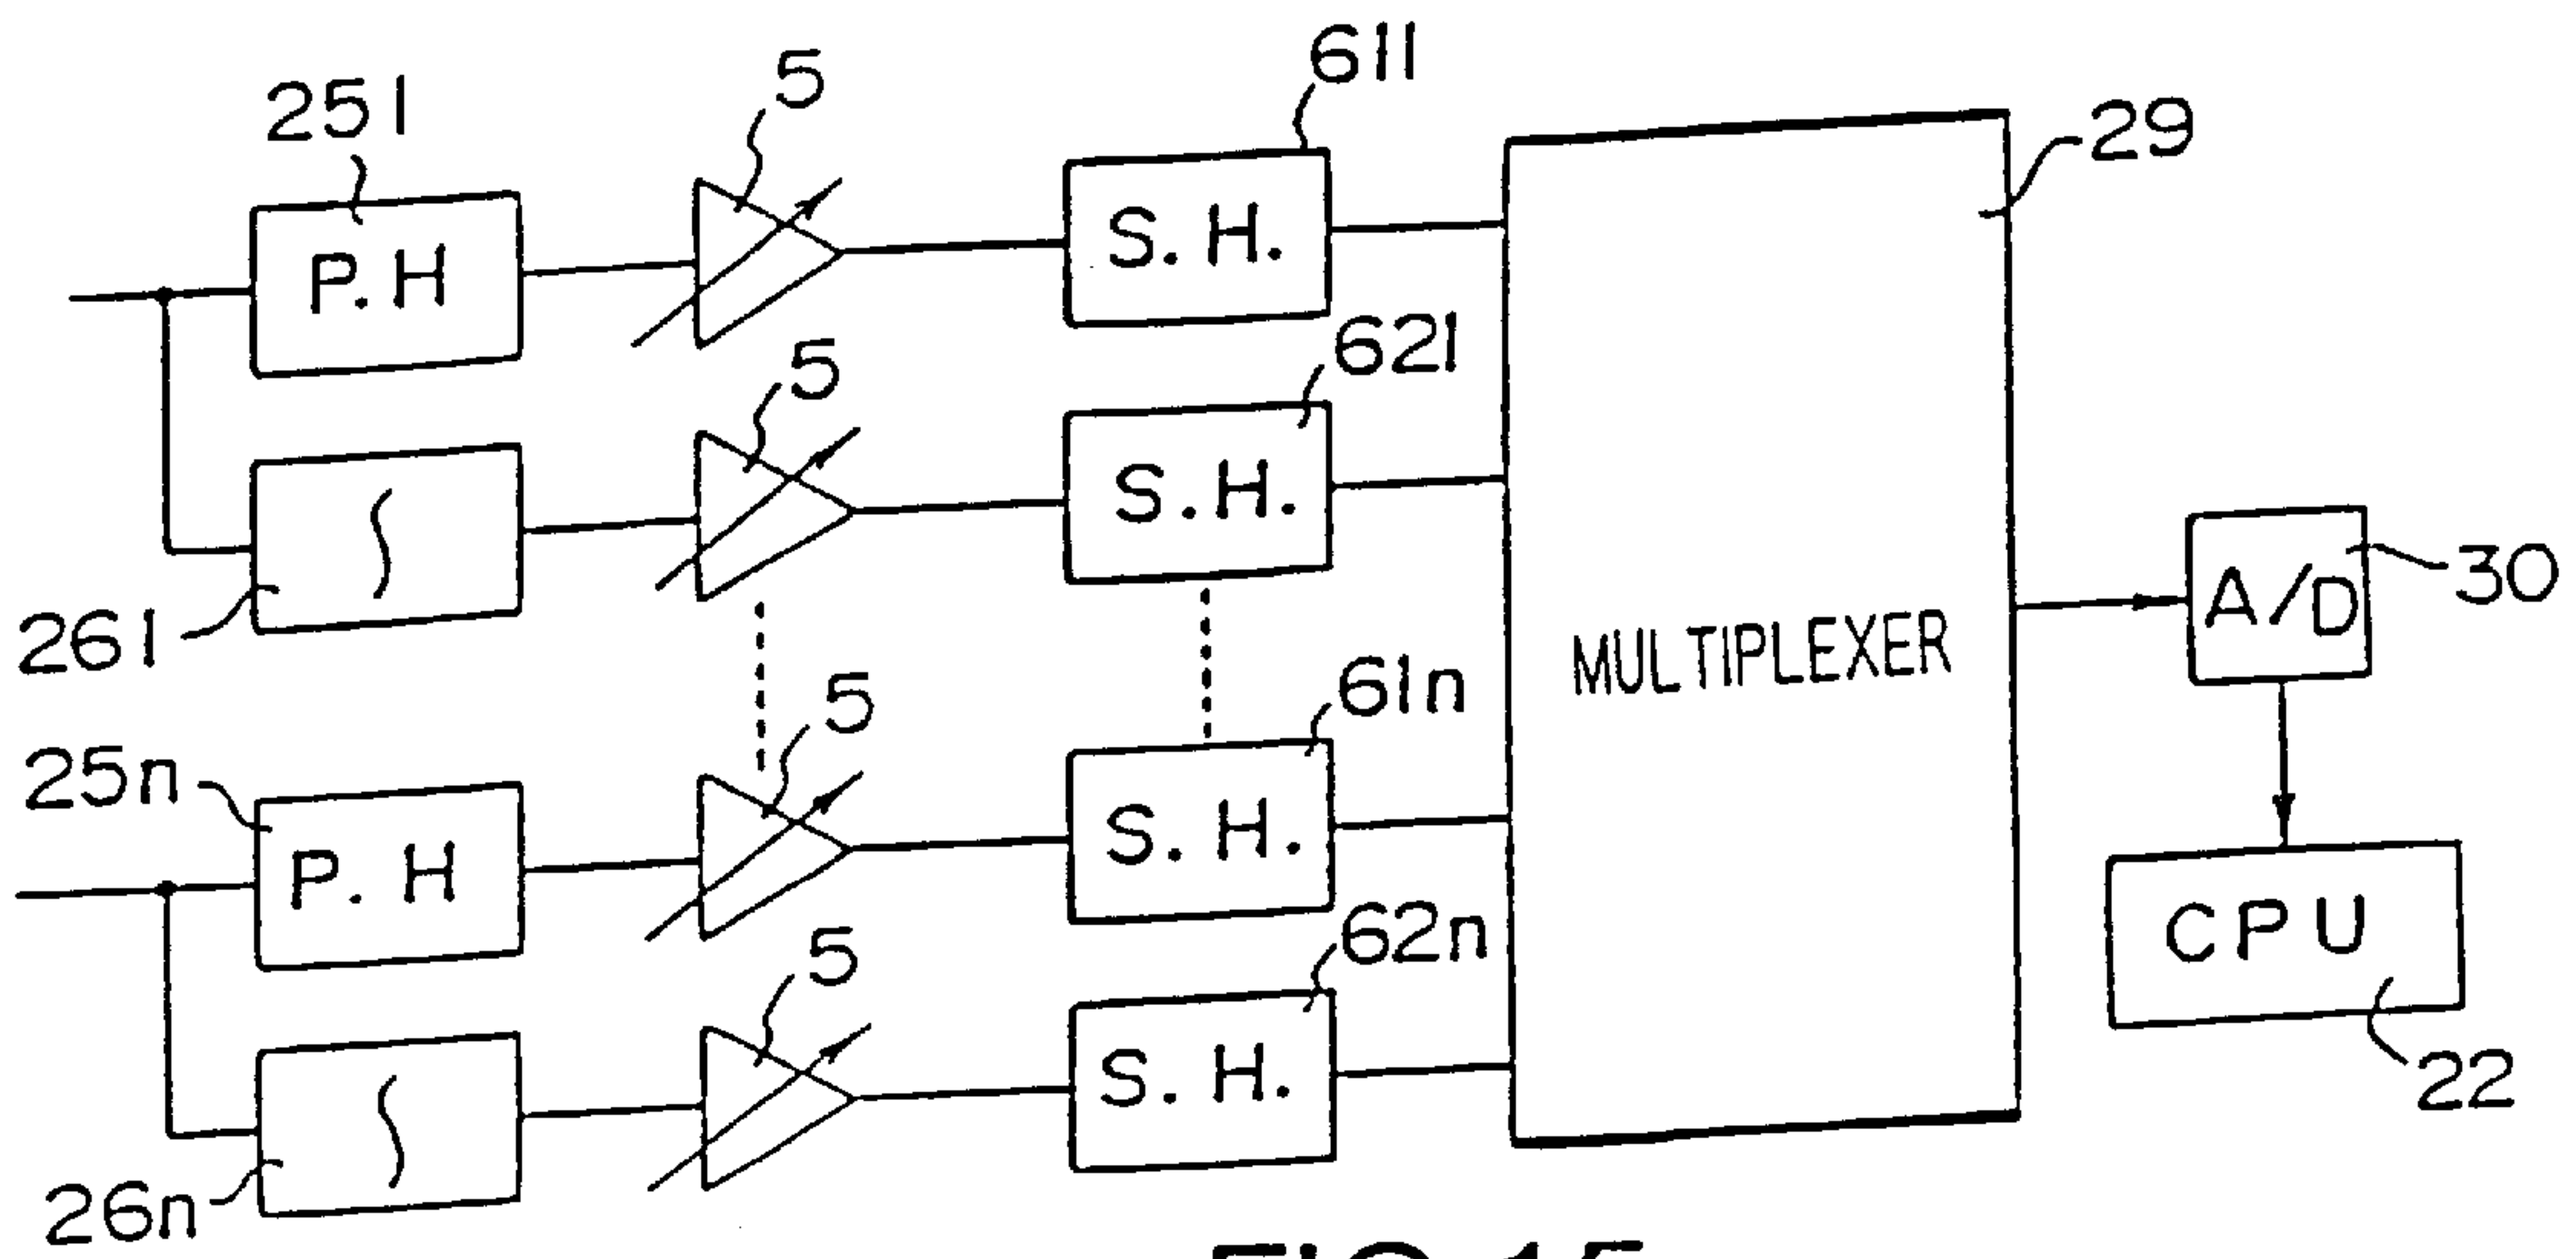 251
5
611
29
P.H
S. H.
5
621
261
∫
S.H.
MULTIPLEXER
A/D
30
25n
5
61n
P. H
S. H.
CPU
22
5
62n
26n
∫
S. H.